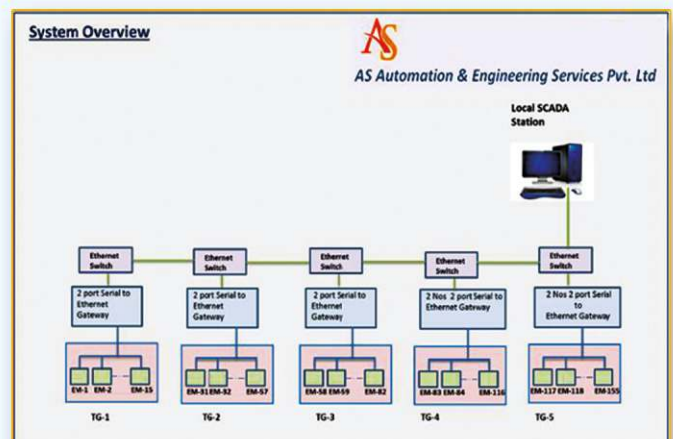 System Overview
AS
AS Automation & Engineering Services Pvt. Ltd
Local SCADA
Station
Ethernet
Switch
Ethernet
Switch
Ethernet
Switch
Ethernet
Switch
Ethernet
Switch
2 port Serial to
Ethernet
Gateway
2 port Serial to
Ethernet
Gateway
2 port Serial to
Ethernet
Gateway
2 Nos 2 port Serial to
Ethernet Gateway
2 Nos 2 port Serial
to
Ethernet Gateway
EM-1 EM-2 EM-15
EM-31 EM-32 EM-57
EM-58 EM-59 EM-82
EM-83 EM-84 EM-116
EM-117 EM-118 EM-155
TG-1
TG-2
TG-3
TG-4
TG-5